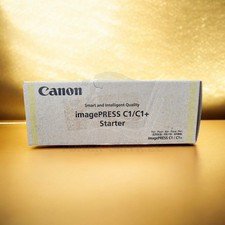 Canon
Smart and Intelligent Quality
imagePRESS C1/C1+
Starter
imagePRESS C1 / C1+